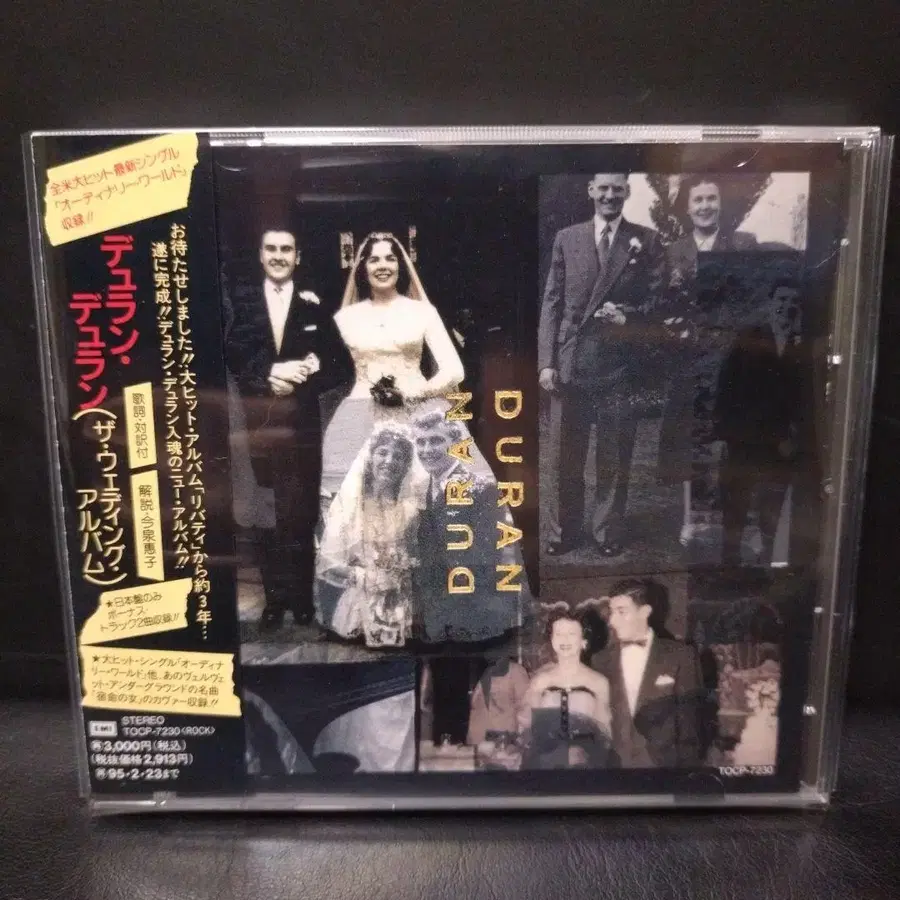 全米大ヒット最新シングル
「オーディナリー・ワールド」
収録!!
お待たせしました!!大ヒット・アルバム「リバティ」から約3年…
遂に完成!!デュラン・デュラン入魂のニュー・アルバム!!
デュラン・
デュラン
(ザ・ウェディング・
アルバム)
歌詞・対訳付
解説・今泉恵子
★日本盤のみ
ボーナス・
トラック2曲収録!!
★大ヒット・シングル「オーディナ
リー・ワールド」他、あのヴェルヴェ
ット・アンダーグラウンドの名曲
「宿命の女」のカヴァー収録!!
EMI
STEREO
TOCP-7230<ROCK>
3,000円(税込)
(税抜価格2,913円)
95・2・23まで
DURAN
DURAN
TOCP-7230